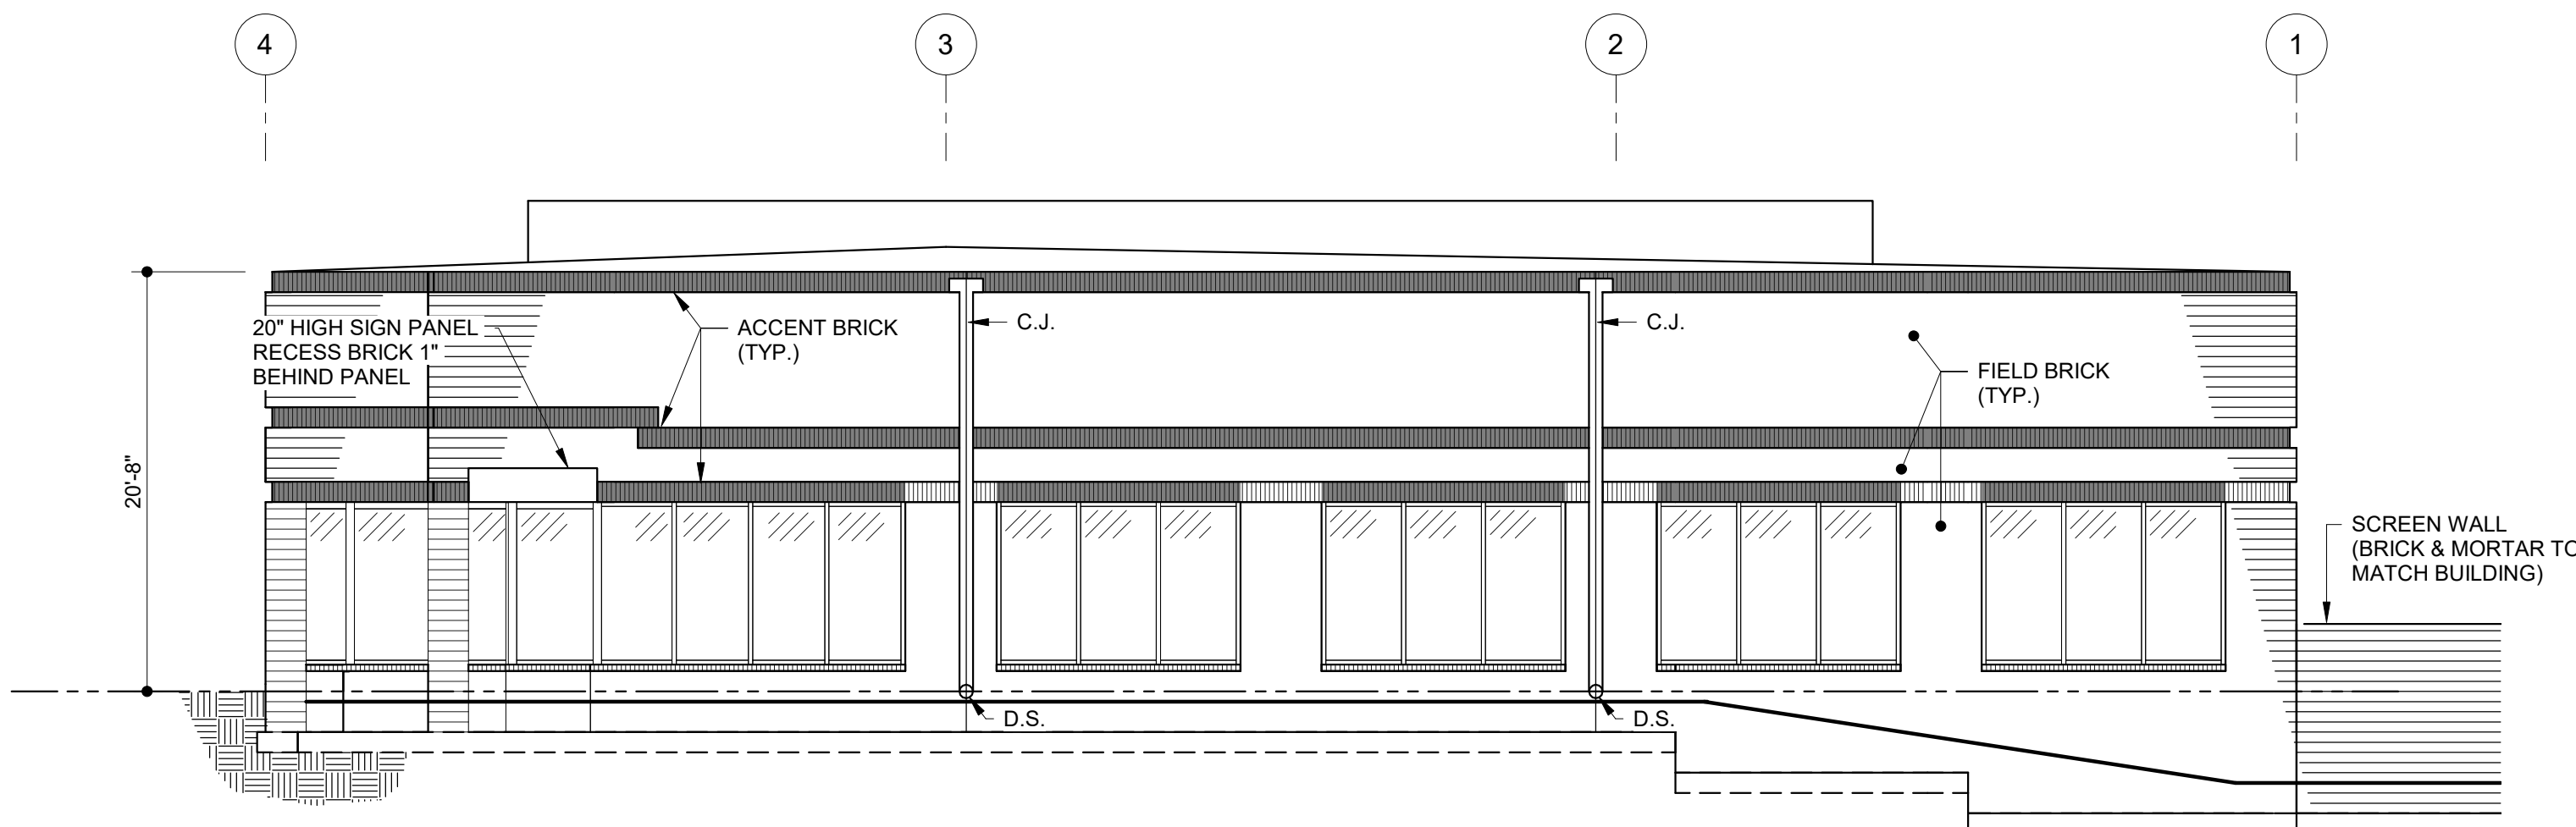 4
3
2
1
20'-8"
20" HIGH SIGN PANEL
RECESS BRICK 1"
BEHIND PANEL
ACCENT BRICK
(TYP.)
C.J.
C.J.
FIELD BRICK
(TYP.)
SCREEN WALL
(BRICK & MORTAR TO
MATCH BUILDING)
D.S.
D.S.